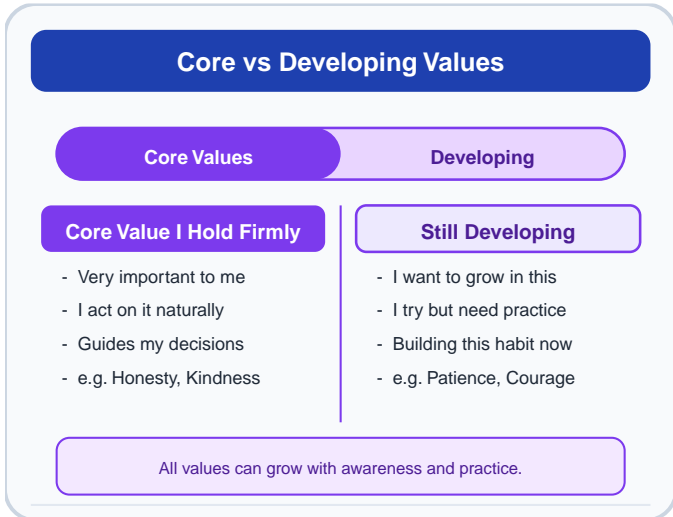 Core vs Developing Values
Core Values
Developing
Core Value I Hold Firmly
- Very important to me
- I act on it naturally
- Guides my decisions
- e.g. Honesty, Kindness
Still Developing
- I want to grow in this
- I try but need practice
- Building this habit now
- e.g. Patience, Courage
All values can grow with awareness and practice.